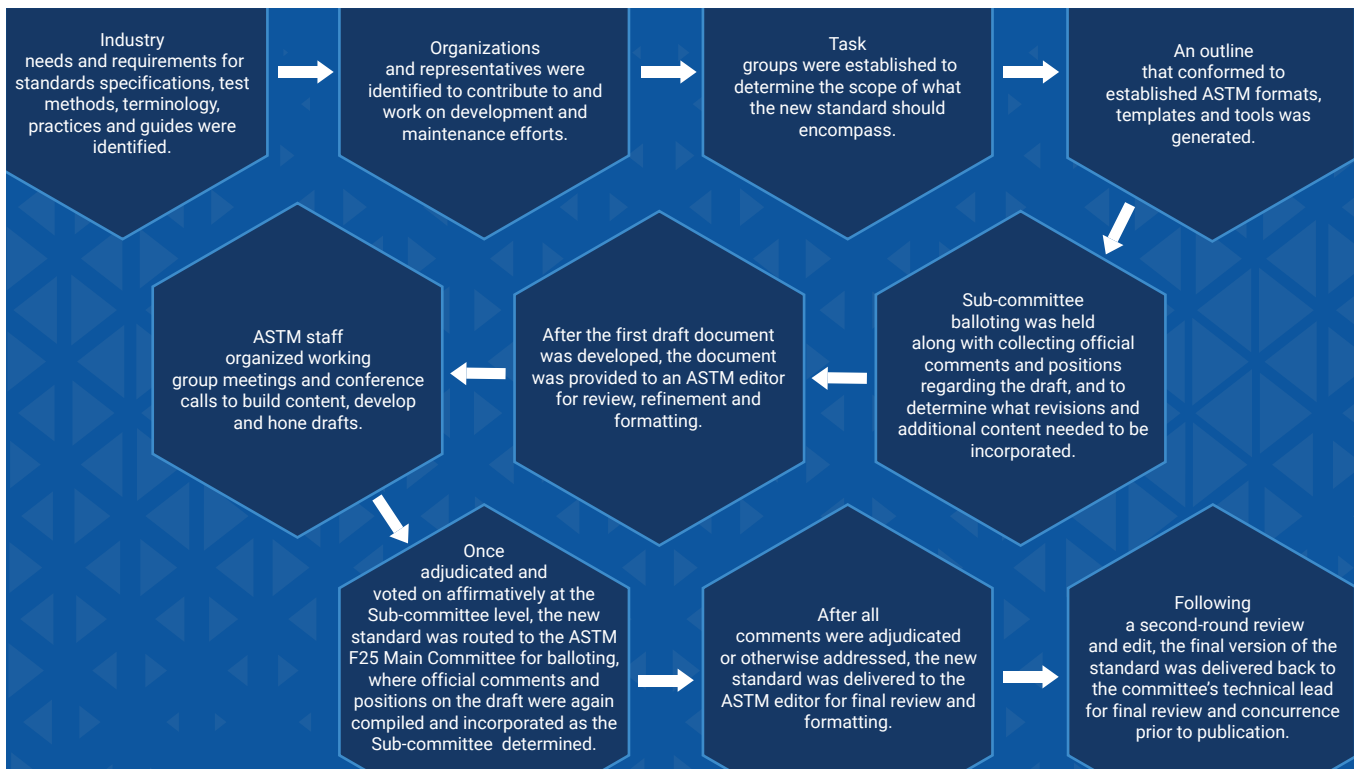 Industry
needs and requirements for
standards specifications, test
methods, terminology,
practices and guides were
identified.
Organizations
and representatives were
identified to contribute to and
work on development and
maintenance efforts.
Task
groups were established to
determine the scope of what
the new standard should
encompass.
An outline
that conformed to
established ASTM formats,
templates and tools was
generated.
Sub-committee
balloting was held
along with collecting official
comments and positions
regarding the draft, and to
determine what revisions and
additional content needed to be
incorporated.
After the first draft document
was developed, the document
was provided to an ASTM editor
for review, refinement and
formatting.
ASTM staff
organized working
group meetings and conference
calls to build content, develop
and hone drafts.
Once
adjudicated and
voted on affirmatively at the
Sub-committee level, the new
standard was routed to the ASTM
F25 Main Committee for balloting,
where official comments and
positions on the draft were again
compiled and incorporated as the
Sub-committee determined.
After all
comments were adjudicated
or otherwise addressed, the new
standard was delivered to the
ASTM editor for final review and
formatting.
Following
a second-round review
and edit, the final version of the
standard was delivered back to
the committee's technical lead
for final review and concurrence
prior to publication.